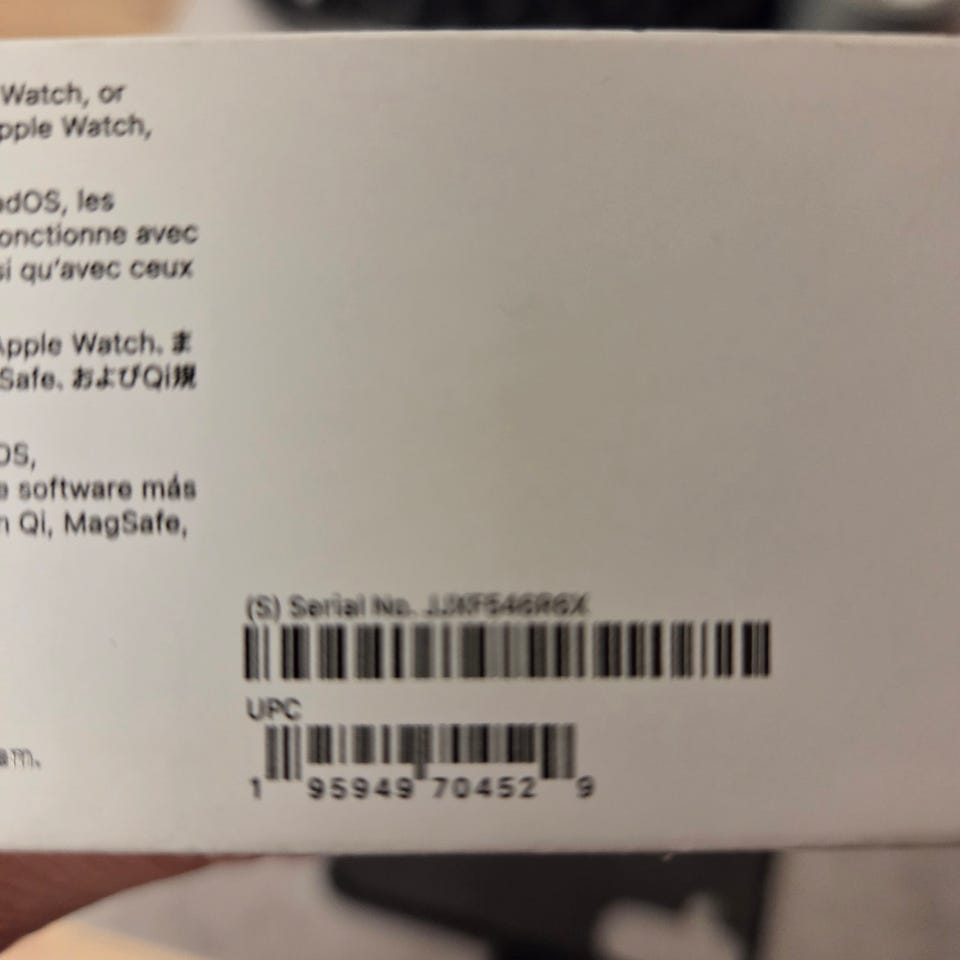 Watch, or
pple Watch,
adOS, les
onctionne avec
si qu'avec ceux
Apple Watch、ま
Safe、およびQi規
OS,
e software más
n Qi, MagSafe,
am.
(S) Serial No.
UPC
1 95949 70452 9